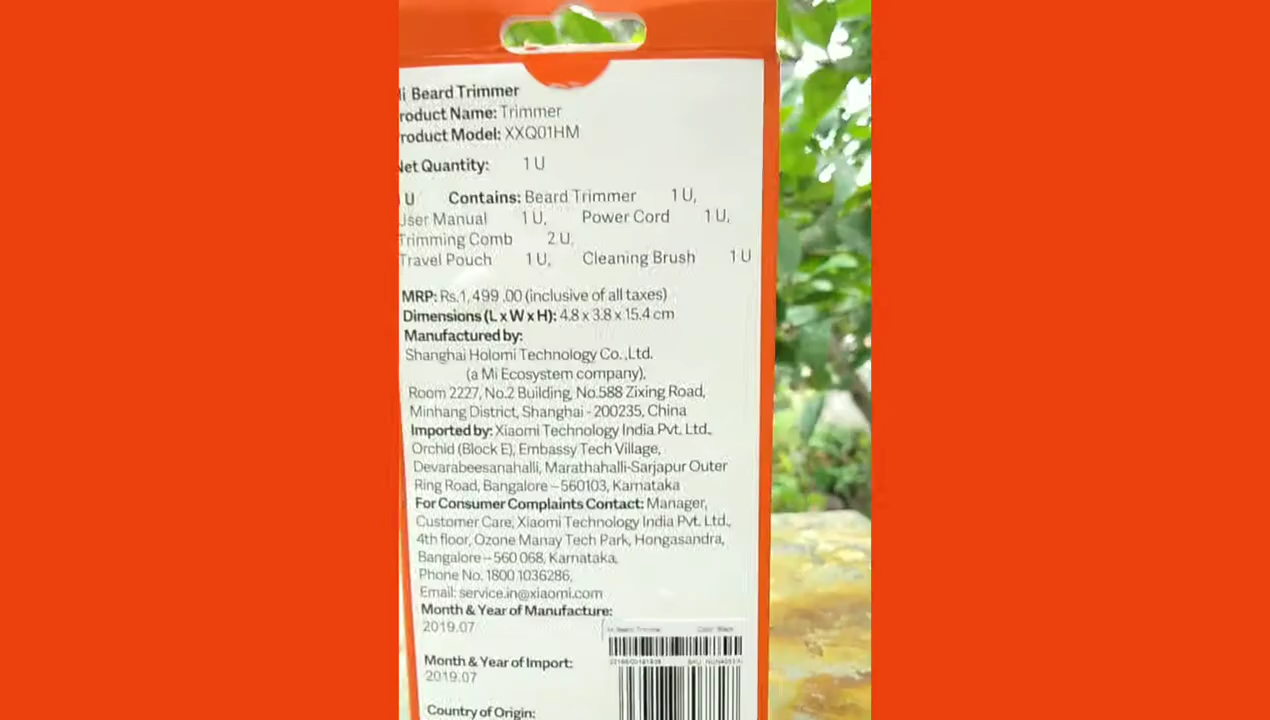 Beard Trimmer
roduct Name: Trimmer
roduct Model: XXQ01HM
Net Quantity: 1 U
U Contains: Beard Trimmer 1 U,
User Manual 1 U, Power Cord 1 U,
Trimming Comb 2 U,
Travel Pouch 1 U, Cleaning Brush 1 U
MRP: Rs.1, 499 .00 (inclusive of all taxes)
Dimensions (L x W x H): 4.8 x 3.8 x 15.4 cm
Manufactured by:
Shanghai Holomi Technology Co.,Ltd.
(a Mi Ecosystem company),
Room 2227, No.2 Building, No.588 Zixing Road,
Minhang District, Shanghai - 200235, China
Imported by: Xiaomi Technology India Pvt. Ltd.,
Orchid (Block E), Embassy Tech Village,
Devarabeesanahalli, Marathahalli-Sarjapur Outer
Ring Road, Bangalore – 560103, Karnataka
For Consumer Complaints Contact: Manager,
Customer Care, Xiaomi Technology India Pvt. Ltd.,
4th floor, Ozone Manay Tech Park, Hongasandra,
Bangalore – 560 068, Karnataka,
Phone No. 1800 1036286,
Email: service.in@xiaomi.com
Month & Year of Manufacture:
2019.07
Mi Beard Trimmer Color: Black
Month & Year of Import:
2019.07
Country of Origin: